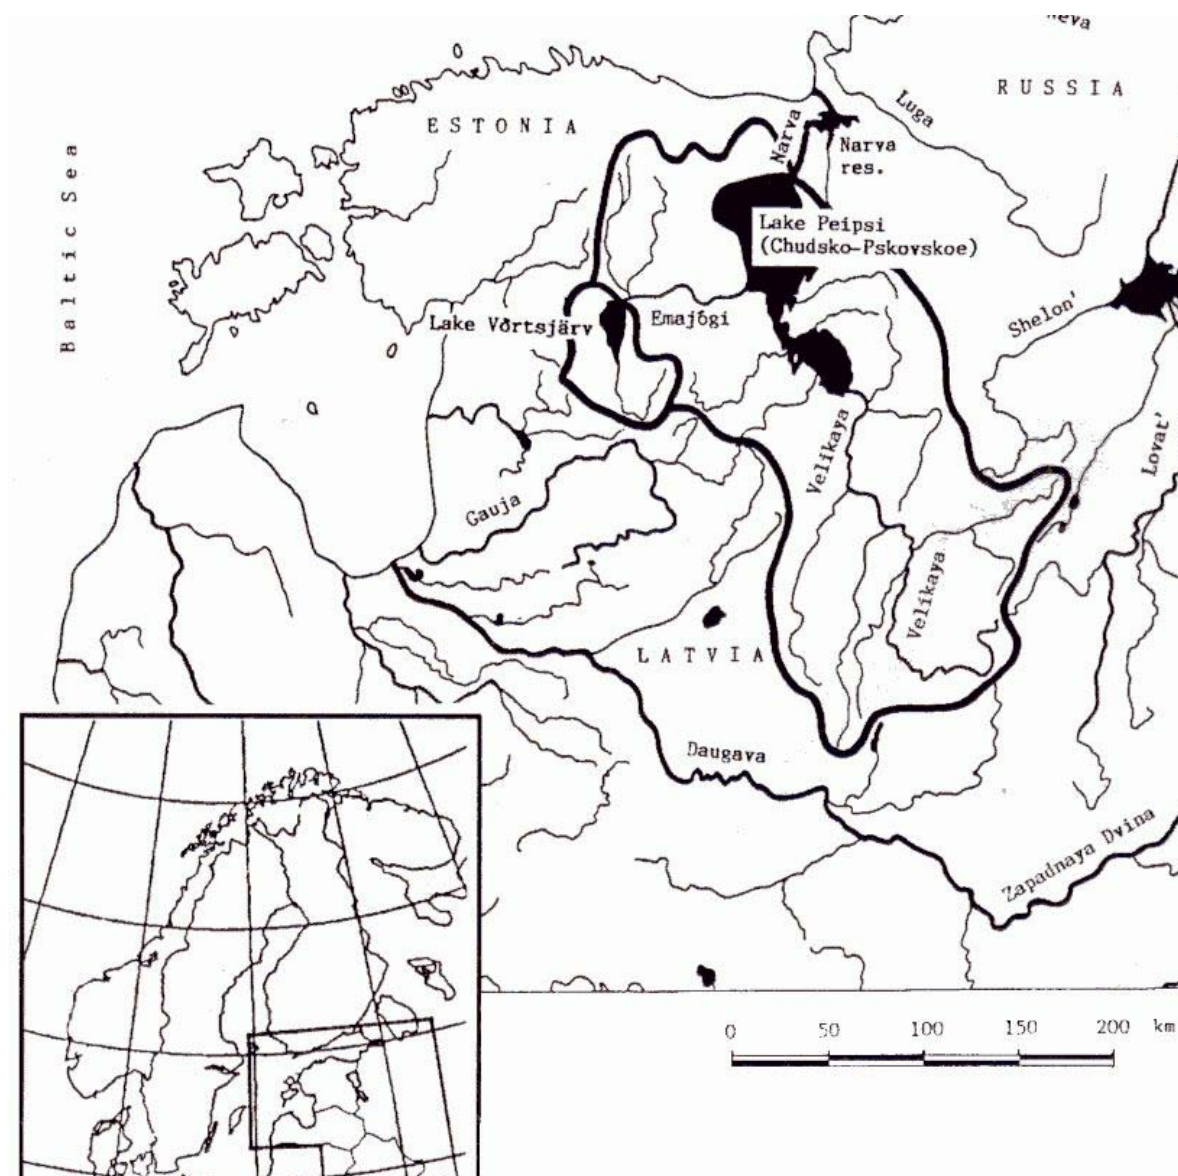 Neva
RUSSIA
Luga
ESTONIA
Narva
Narva
res.
Baltic Sea
Lake Peipsi
(Chudsko-Pskovskoe)
Shelon'
Lake Võrtsjärv
Emajõgi
Velikaya
Lovat'
Gauja
Velikaya
LATVIA
Daugava
Zapadnaya Dvina
0 50 100 150 200 km